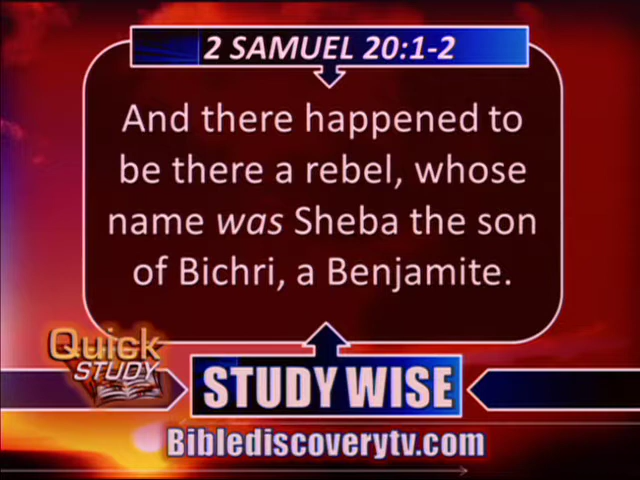 2 SAMUEL 20:1-2
And there happened to
be there a rebel, whose
name was Sheba the son
of Bichri, a Benjamite.
Quick
STUDY
STUDY WISE
Biblediscoverytv.com